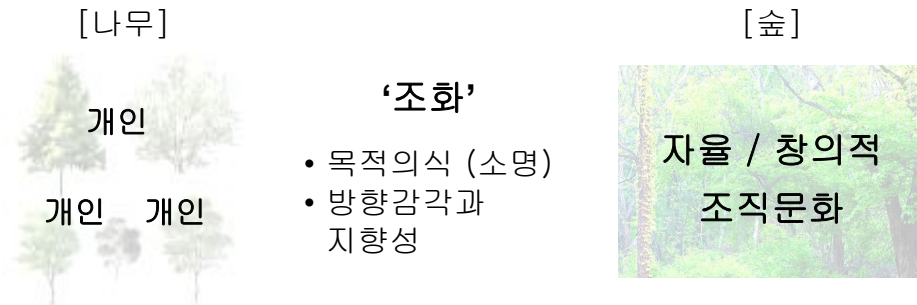 [나무]
개인
개인 개인
‘조화’
• 목적의식 (소명)
• 방향감각과
지향성
[숲]
자율 / 창의적
조직문화